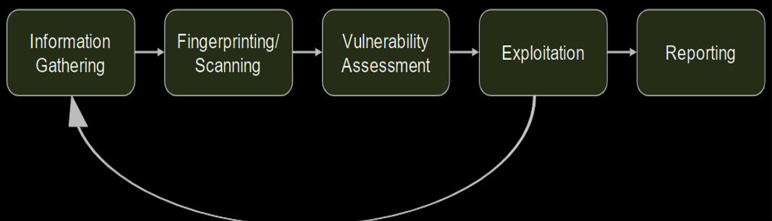 Information
Gathering
Fingerprinting/
Scanning
Vulnerability
Assessment
Exploitation
Reporting